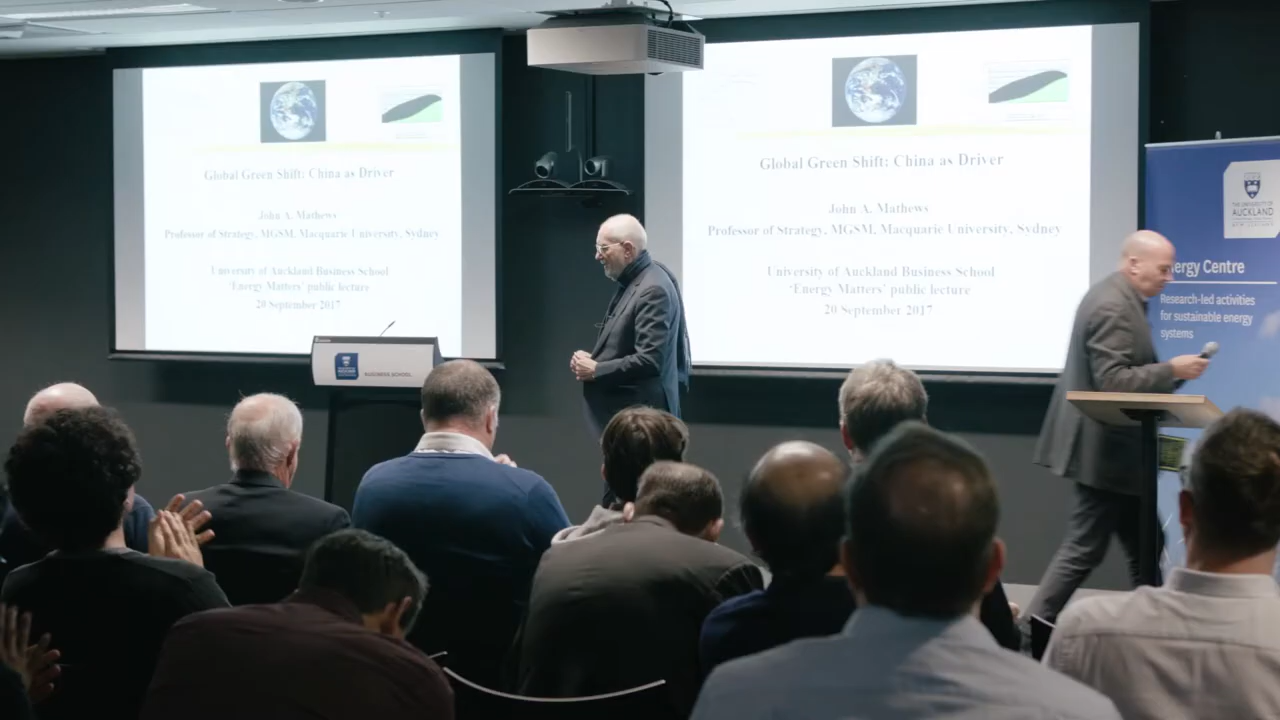 Global Green Shift: China as Driver
John A. Mathews
Professor of Strategy, MGSM, Macquarie University, Sydney
University of Auckland Business School
'Energy Matters' public lecture
20 September 2017
Global Green Shift: China as Driver
John A. Mathews
Professor of Strategy, MGSM, Macquarie University, Sydney
University of Auckland Business School
'Energy Matters' public lecture
20 September 2017
BUSINESS SCHOOL
THE UNIVERSITY OF
AUCKLAND
NEW ZEALAND
ergy Centre
Research-led activities
for sustainable energy
systems